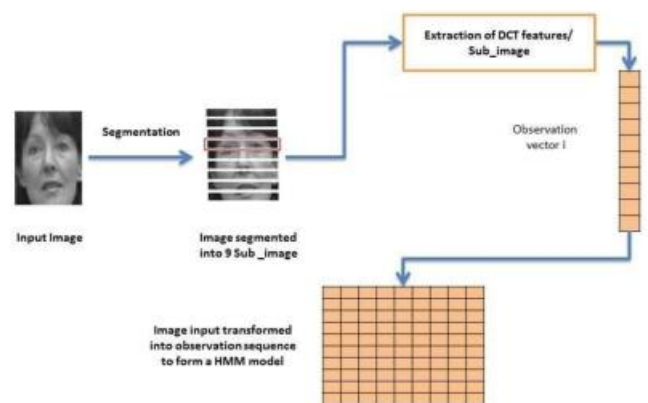 Extraction of DCT features/
Sub_image
Segmentation
Observation
vector i
Input Image
Image segmented
into 9 Sub _image
Image input transformed
into observation sequence
to form a HMM model